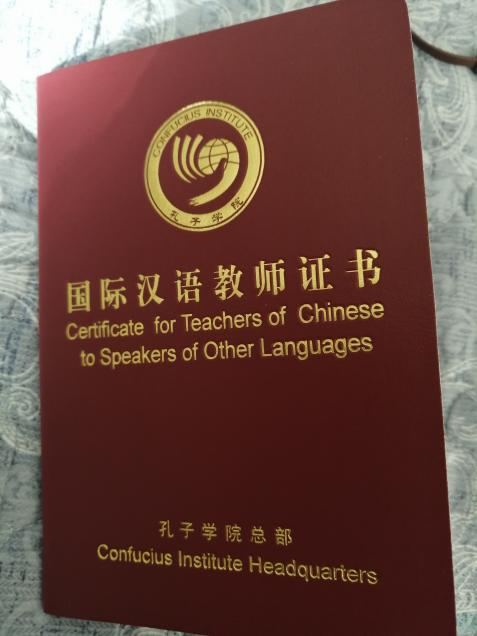 CONFUCIUS INSTITUTE
孔子学院
国际汉语教师证书
Certificate for Teachers of Chinese
to Speakers of Other Languages
孔子学院总部
Confucius Institute Headquarters